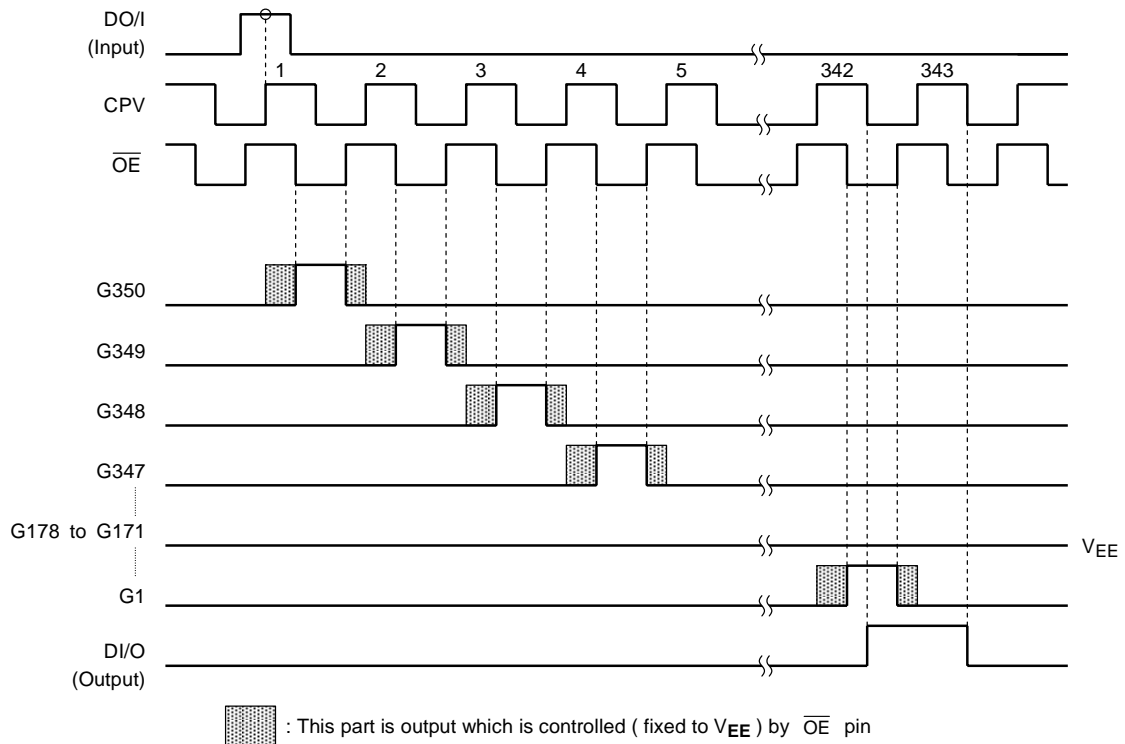 DO/I
(Input)
1 2 3 4 5 342 343
CPV
OE
G350
G349
G348
G347
G178 to G171
VEE
G1
DI/O
(Output)
: This part is output which is controlled ( fixed to VEE ) by OE pin